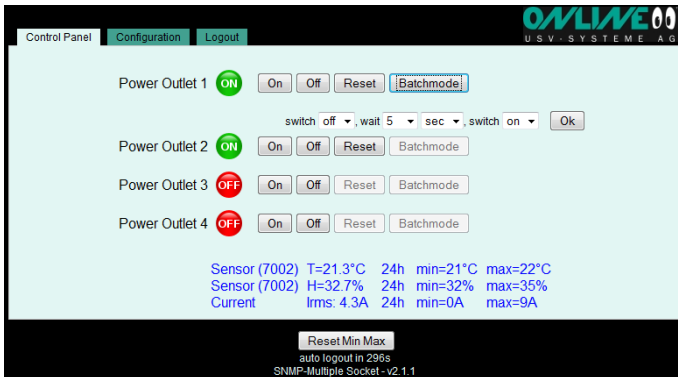 ONLINE
USV-SYSTEME AG
Control Panel Configuration Logout
Power Outlet 1 ON On Off Reset Batchmode
switch off , wait 5 sec , switch on Ok
Power Outlet 2 ON On Off Reset Batchmode
Power Outlet 3 OFF On Off Reset Batchmode
Power Outlet 4 OFF On Off Reset Batchmode
Sensor (7002) T=21.3°C 24h min=21°C max=22°C
Sensor (7002) H=32.7% 24h min=32% max=35%
Current Irms: 4.3A 24h min=0A max=9A
Reset Min Max
auto logout in 296s
SNMP-Multiple Socket - v2.1.1